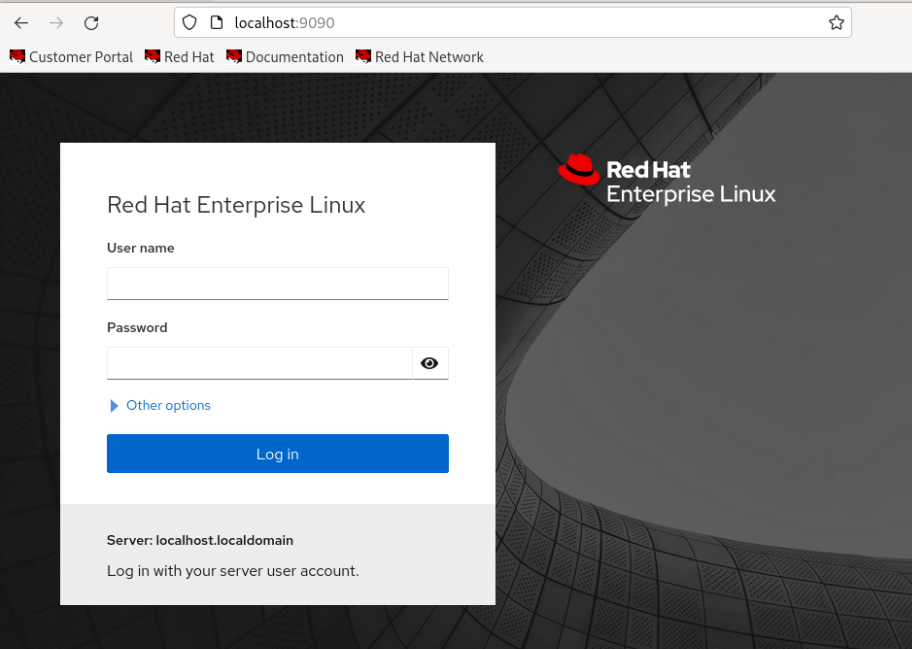 localhost:9090
Customer Portal Red Hat Documentation Red Hat Network
Red Hat
Enterprise Linux
Red Hat Enterprise Linux
User name
Password
Other options
Log in
Server: localhost.localdomain
Log in with your server user account.